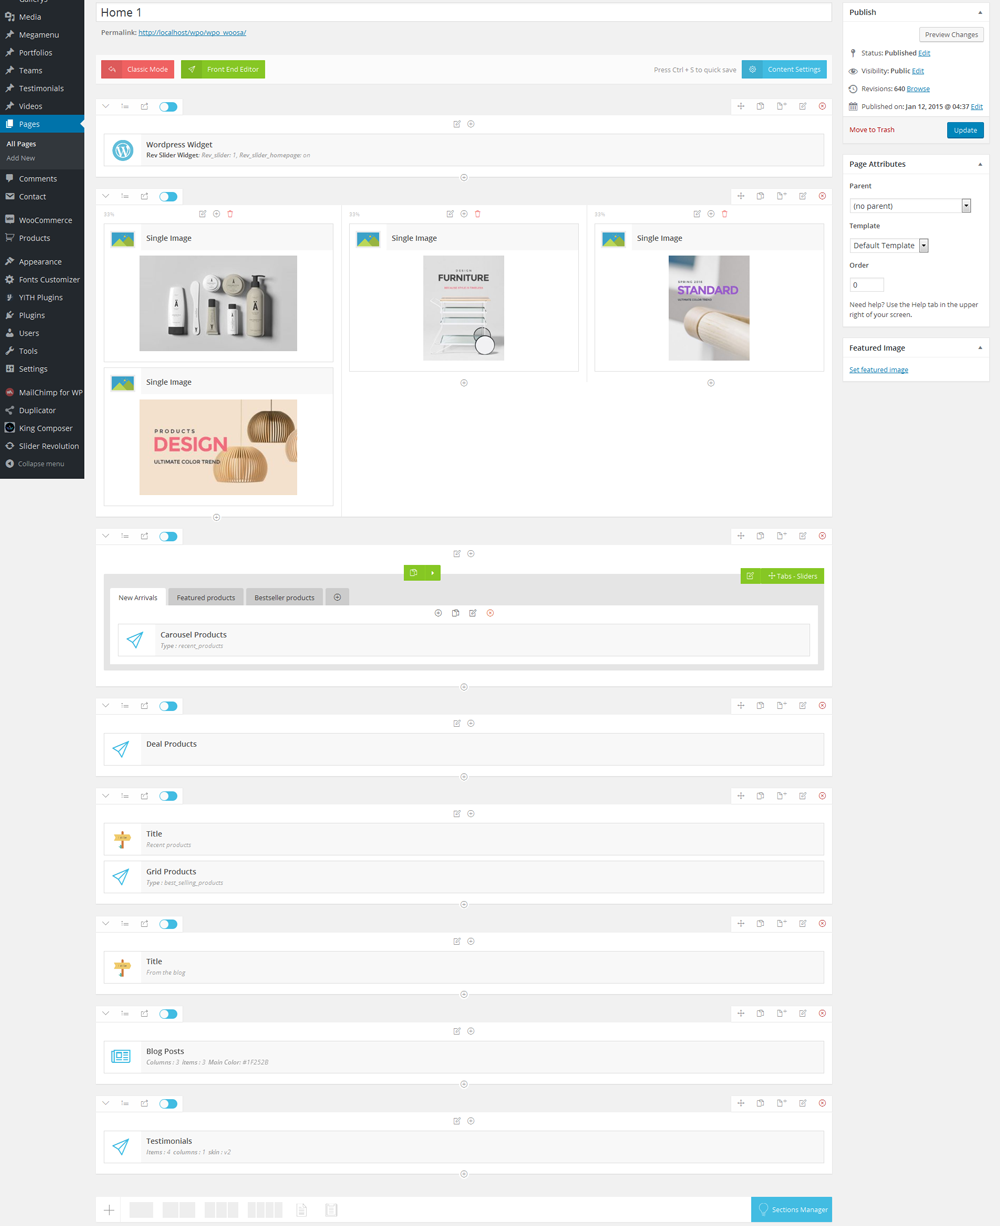 Gallerys
Media
Megamenu
Portfolios
Teams
Testimonials
Videos
Pages
All Pages
Add New
Comments
Contact
WooCommerce
Products
Appearance
Fonts Customizer
YITH Plugins
Plugins
Users
Tools
Settings
MailChimp for WP
Duplicator
King Composer
Slider Revolution
Collapse menu
Home 1
Permalink: http://localhost/wpo/wpo_woosa/
Classic Mode
Front End Editor
Press Ctrl + S to quick save
Content Settings
Wordpress Widget
Rev Slider Widget: Rev_slider: 1, Rev_slider_homepage: on
33%
Single Image
Single Image
PRODUCTS
DESIGN
ULTIMATE COLOR TREND
33%
Single Image
DESIGN
FURNITURE
33%
Single Image
SPRING 2015
STANDARD
ULTIMATE COLOR TREND
Tabs - Sliders
New Arrivals
Featured products
Bestseller products
Carousel Products
Type : recent_products
Deal Products
Title
Recent products
Grid Products
Type : best_selling_products
Title
From the blog
Blog Posts
Columns : 3 Items : 3 Main Color: #1F252B
Testimonials
Items : 4 columns : 1 skin : v2
Sections Manager
Publish
Preview Changes
Status: Published Edit
Visibility: Public Edit
Revisions: 640 Browse
Published on: Jan 12, 2015 @ 04:37 Edit
Move to Trash
Update
Page Attributes
Parent
(no parent)
Template
Default Template
Order
0
Need help? Use the Help tab in the upper
right of your screen.
Featured Image
Set featured image